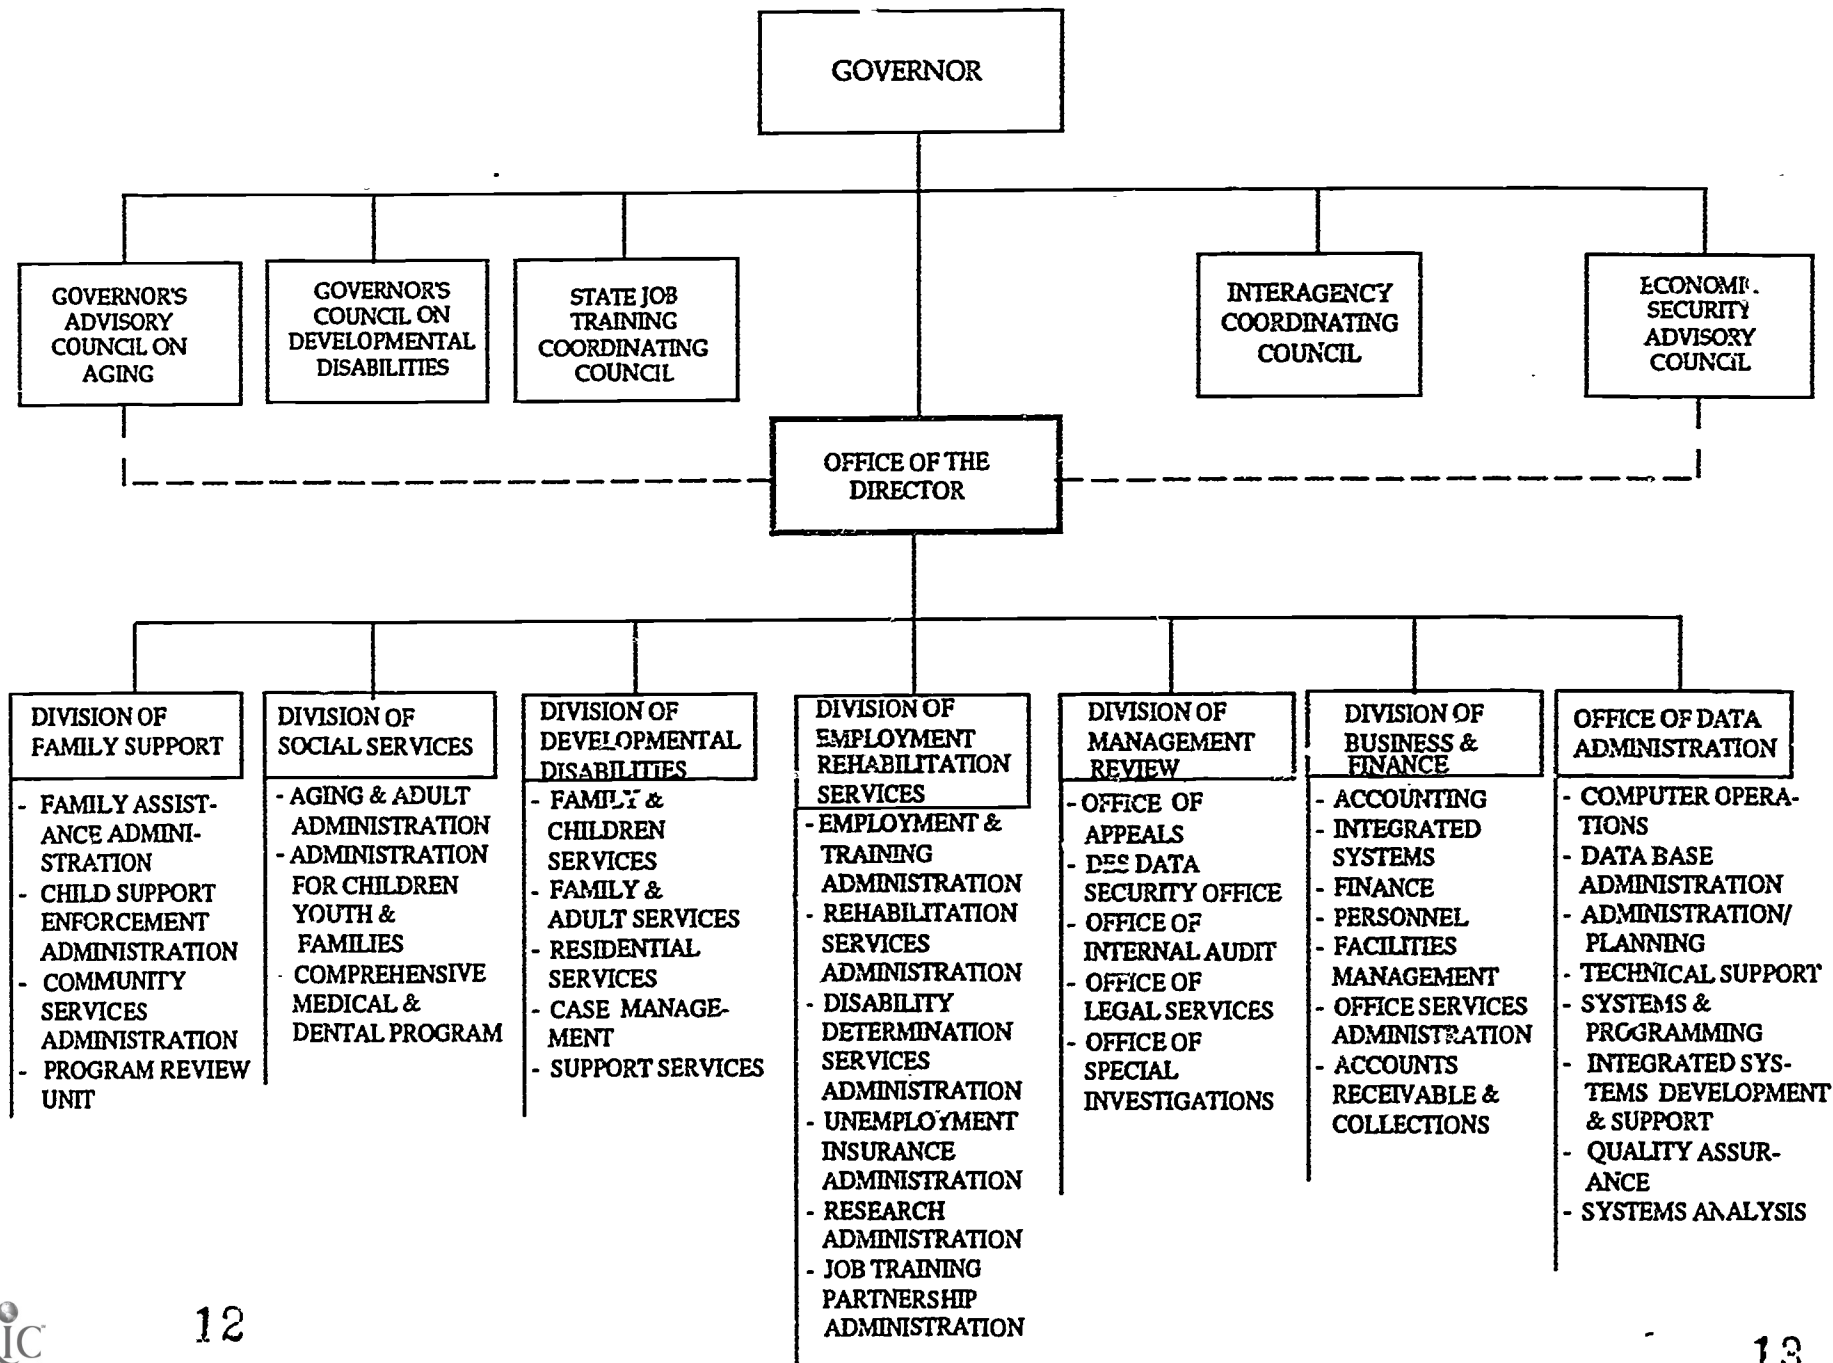 GOVERNOR
GOVERNOR'S
ADVISORY
COUNCIL ON
AGING
GOVERNOR'S
COUNCIL ON
DEVELOPMENTAL
DISABILITIES
STATE JOB
TRAINING
COORDINATING
COUNCIL
INTERAGENCY
COORDINATING
COUNCIL
SECURITY
ADVISORY
COUNCIL
OFFICE OF THE
DIRECTOR
DIVISION OF
FAMILY SUPPORT
- FAMILY ASSIST-
ANCE ADMINI-
STRATION
- CHILD SUPPORT
ENFORCEMENT
ADMINISTRATION
- COMMUNITY
SERVICES
ADMINISTRATION
- PROGRAM REVIEW
UNIT
DIVISION OF
SOCIAL SERVICES
- AGING & ADULT
ADMINISTRATION
- ADMINISTRATION
FOR CHILDREN
YOUTH &
FAMILIES
- COMPREHENSIVE
MEDICAL &
DENTAL PROGRAM
DIVISION OF
DEVELOPMENTAL
DISABILITIES
- FAMILY &
CHILDREN
SERVICES
- FAMILY &
ADULT SERVICES
- RESIDENTIAL
SERVICES
- CASE MANAGE-
MENT
- SUPPORT SERVICES
DIVISION OF
EMPLOYMENT
REHABILITATION
SERVICES
- EMPLOYMENT &
TRAINING
ADMINISTRATION
- REHABILITATION
SERVICES
ADMINISTRATION
- DISABILITY
DETERMINATION
SERVICES
ADMINISTRATION
- UNEMPLOYMENT
INSURANCE
ADMINISTRATION
- RESEARCH
ADMINISTRATION
- JOB TRAINING
PARTNERSHIP
ADMINISTRATION
DIVISION OF
MANAGEMENT
REVIEW
- OFFICE OF
APPEALS
- DES DATA
SECURITY OFFICE
- OFFICE OF
INTERNAL AUDIT
- OFFICE OF
LEGAL SERVICES
- OFFICE OF
SPECIAL
INVESTIGATIONS
DIVISION OF
BUSINESS &
FINANCE
- ACCOUNTING
- INTEGRATED
SYSTEMS
- FINANCE
- PERSONNEL
- FACILITIES
MANAGEMENT
- OFFICE SERVICES
ADMINISTRATION
- ACCOUNTS
RECEIVABLE &
COLLECTIONS
OFFICE OF DATA
ADMINISTRATION
- COMPUTER OPERA-
TIONS
- DATA BASE
ADMINISTRATION
- ADMINISTRATION/
PLANNING
- TECHNICAL SUPPORT
- SYSTEMS &
PROGRAMMING
- INTEGRATED SYS-
TEMS DEVELOPMENT
& SUPPORT
- QUALITY ASSUR-
ANCE
- SYSTEMS ANALYSIS
12